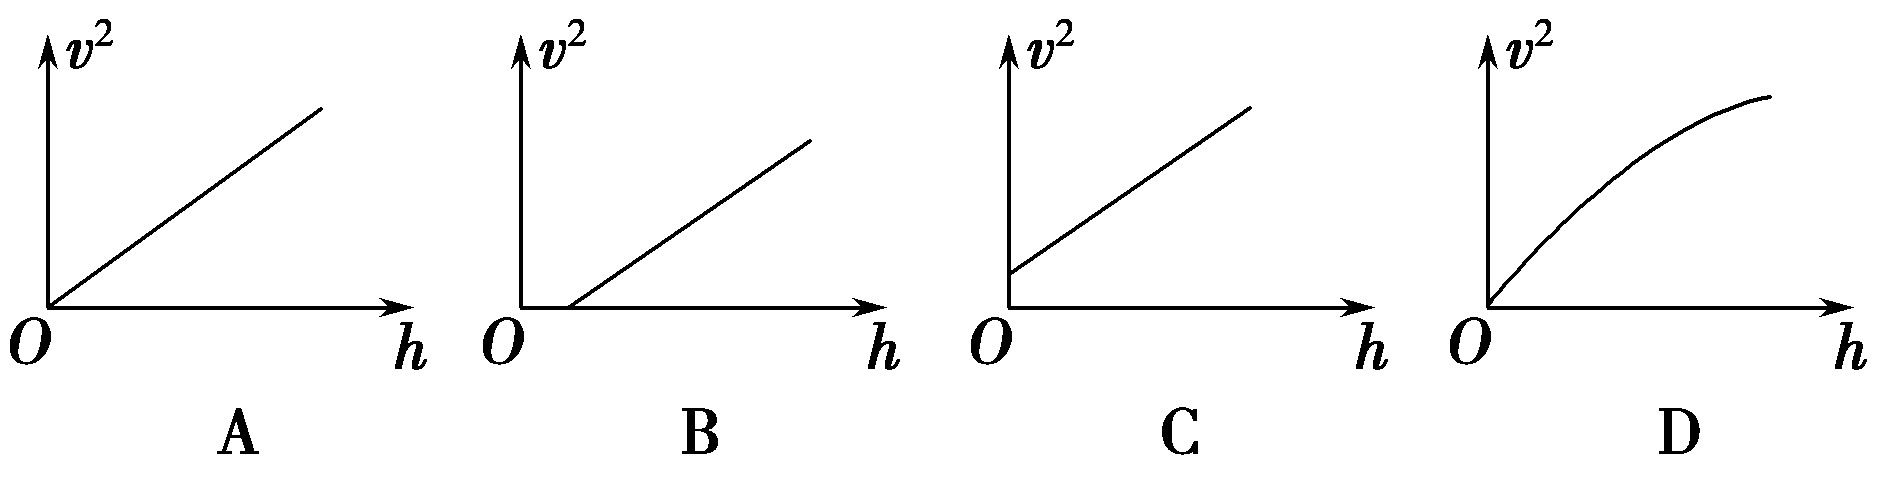 v² v² v² v²
O h O h O h O h
A B C D